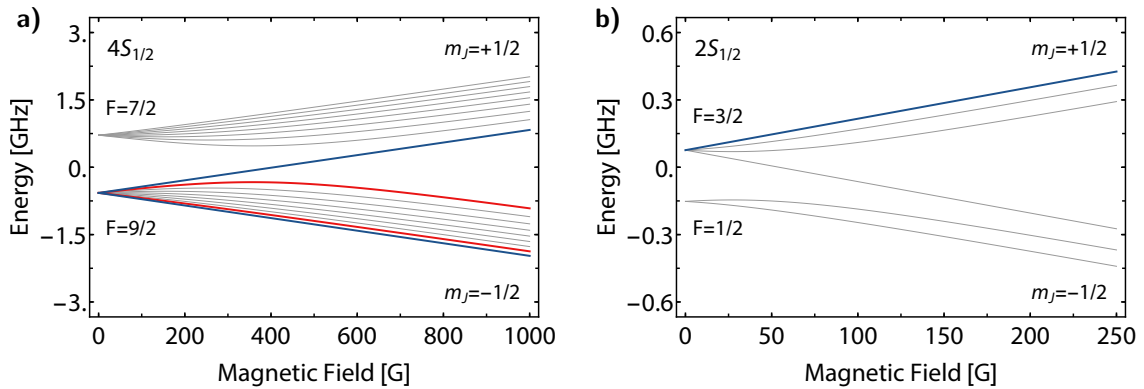 a)
4S1/2
mJ=+1/2
F=7/2
F=9/2
mJ=−1/2
3.
1.5
0.
−1.5
−3.
Energy [GHz]
0 200 400 600 800 1000
Magnetic Field [G]
b)
2S1/2
mJ=+1/2
F=3/2
F=1/2
mJ=−1/2
0.6
0.3
0.
−0.3
−0.6
Energy [GHz]
0 50 100 150 200 250
Magnetic Field [G]